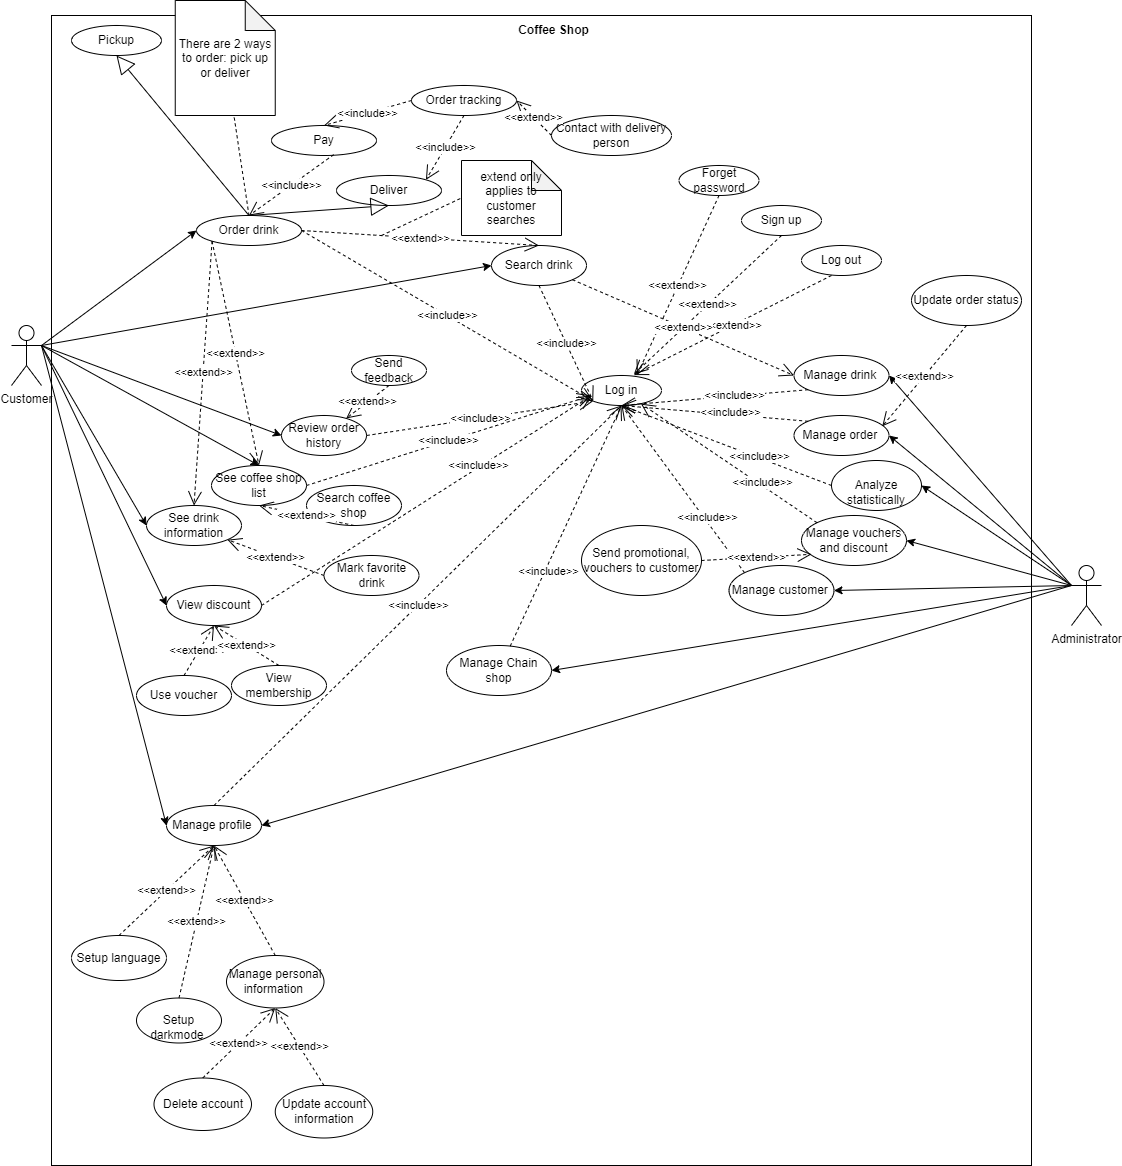 Coffee Shop
Pickup
There are 2 ways
to order: pick up
or deliver
Order tracking
<<include>>
<<extend>>
Contact with delivery
person
Pay
<<include>>
<<include>>
Deliver
extend only
applies to
customer
searches
Forget
password
Sign up
Order drink
<<extend>>
Search drink
Log out
<<extend>>
Update order status
<<extend>>
<<include>>
<<extend>>
<<extend>>
Customer
<<include>>
<<extend>>
<<extend>>
Send
feedback
Manage drink
<<extend>>
Log in
<<include>>
<<extend>>
<<include>>
<<include>>
Review order
history
Manage order
<<include>>
<<include>>
<<include>>
See coffee shop
list
<<include>>
Analyze
statistically
Search coffee
shop
<<extend>>
<<include>>
See drink
information
Manage vouchers
and discount
<<extend>>
Send promotional,
vouchers to customer
<<extend>>
Mark favorite
drink
<<include>>
Manage customer
View discount
<<include>>
Administrator
<<extend>>
<<extend>>
Manage Chain
shop
Use voucher
View
membership
Manage profile
<<extend>>
<<extend>>
<<extend>>
Setup language
Manage personal
information
Setup
darkmode
<<extend>>
<<extend>>
Delete account
Update account
information